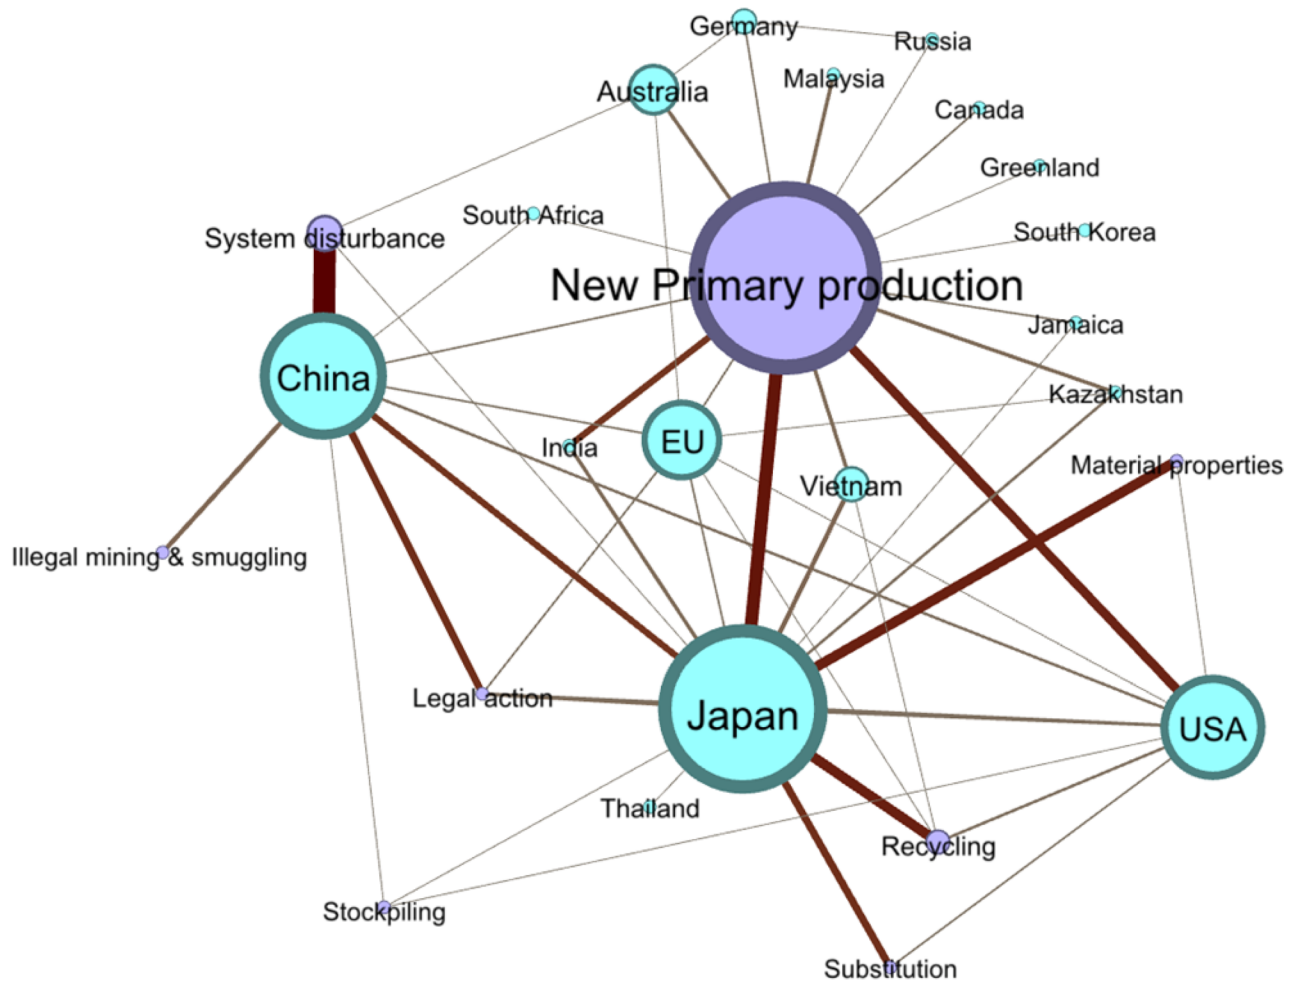 Germany
Russia
Malaysia
Australia
Canada
Greenland
South Africa
System disturbance
South Korea
New Primary production
Jamaica
China
Kazakhstan
India
EU
Material properties
Vietnam
Illegal mining & smuggling
Legal action
Japan
USA
Thailand
Recycling
Stockpiling
Substitution